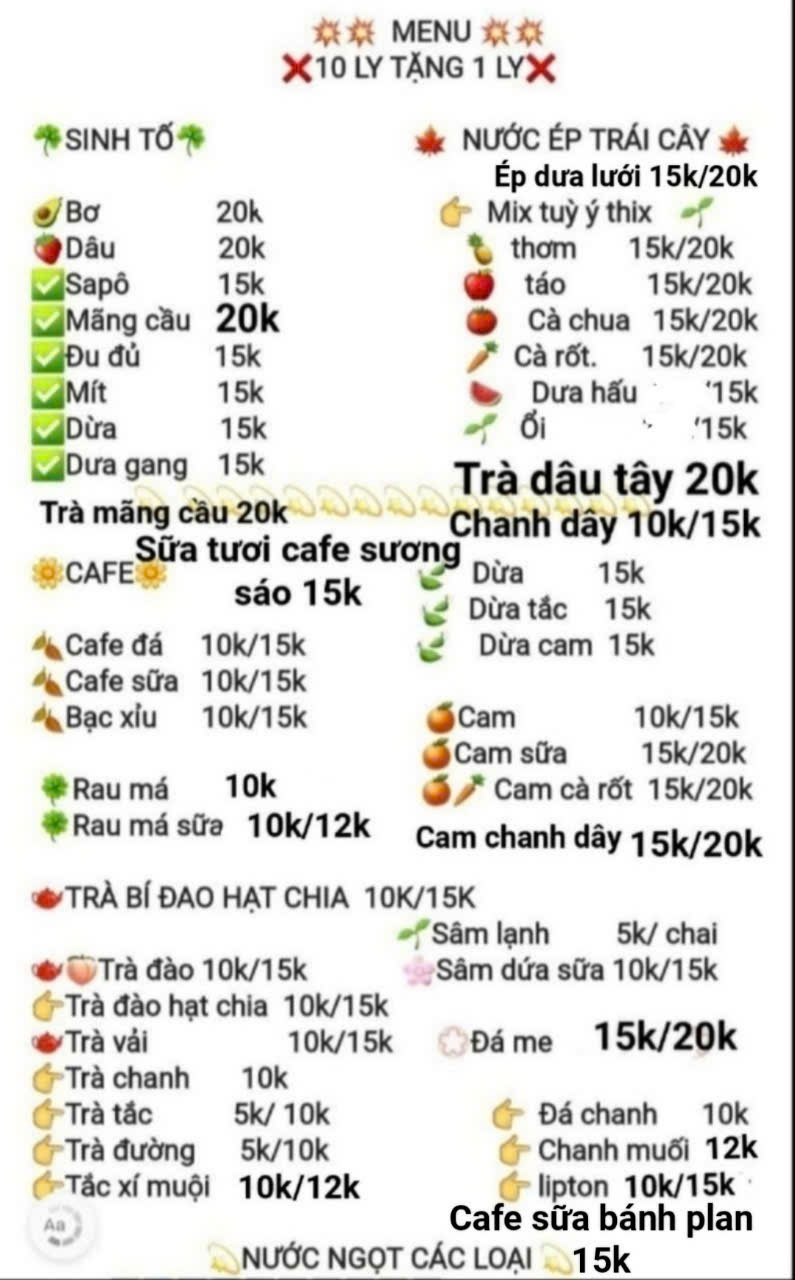 💥💥 MENU 💥💥
❌10 LY TẶNG 1 LY❌
☘️SINH TỐ☘️
🥑Bơ 20k
🍓Dâu 20k
✅Sapô 15k
✅Mãng cầu 20k
✅Đu đủ 15k
✅Mít 15k
✅Dừa 15k
✅Dưa gang 15k
Trà mãng cầu 20k
🍁 NƯỚC ÉP TRÁI CÂY 🍁
Ép dưa lưới 15k/20k
👉 Mix tuỳ ý thix 🌱
🍍 thơm 15k/20k
🍎 táo 15k/20k
🍅 Cà chua 15k/20k
🥕 Cà rốt. 15k/20k
🍉 Dưa hấu 15k
🌱 Ổi 15k
Trà dâu tây 20k
Chanh dây 10k/15k
🍃 Dừa 15k
🍃 Dừa tắc 15k
🍃 Dừa cam 15k
Sữa tươi cafe sương
sáo 15k
🌼CAFE🌼
🍂Cafe đá 10k/15k
🍂Cafe sữa 10k/15k
🍂Bạc xỉu 10k/15k
🍀Rau má 10k
🍀Rau má sữa 10k/12k
🍊Cam 10k/15k
🍊Cam sữa 15k/20k
🍊🥕 Cam cà rốt 15k/20k
Cam chanh dây 15k/20k
🫖TRÀ BÍ ĐAO HẠT CHIA 10K/15K
🌱Sâm lạnh 5k/ chai
🌸Sâm dứa sữa 10k/15k
🫖🍑Trà đào 10k/15k
👉Trà đào hạt chia 10k/15k
🫖Trà vải 10k/15k
💮Đá me 15k/20k
👉Trà chanh 10k
👉Trà tắc 5k/ 10k
👉Trà đường 5k/10k
👉Tắc xí muội 10k/12k
👉 Đá chanh 10k
👉 Chanh muối 12k
👉lipton 10k/15k
Cafe sữa bánh plan
15k
Aa
💫NƯỚC NGỌT CÁC LOẠI 💫